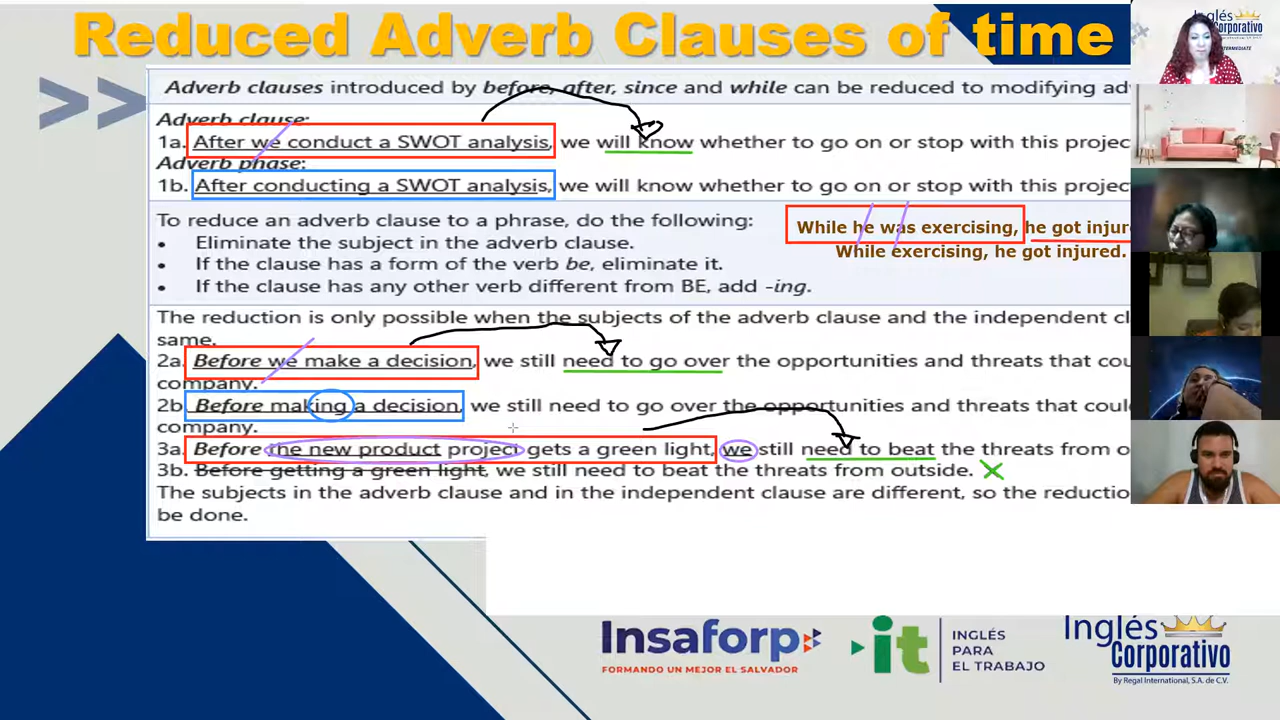 Reduced Adverb Clauses of time
Adverb clauses introduced by before, after, since and while can be reduced to modifying
Adverb clause:
1a. After we conduct a SWOT analysis, we will know whether to go on or stop with this
Adverb phase:
1b. After conducting a SWOT analysis, we will know whether to go on or stop with this
To reduce an adverb clause to a phrase, do the following:
• Eliminate the subject in the adverb clause.
• If the clause has a form of the verb be, eliminate it.
• If the clause has any other verb different from BE, add -ing.
While he was exercising, he got
While exercising, he got injured.
The reduction is only possible when the subjects of the adverb clause and the independent
same.
2a. Before we make a decision, we still need to go over the opportunities and threats that
company.
2b. Before making a decision, we still need to go over the opportunities and threats that
company.
3a. Before the new product project gets a green light, we still need to beat the threats from
3b. Before getting a green light, we still need to beat the threats from outside.
The subjects in the adverb clause and in the independent clause are different, so the
be done.
Inglés
Corporativo
INTERMEDIATE
Insaforp
FORMANDO UN MEJOR EL SALVADOR
it
INGLÉS
PARA
EL TRABAJO
Inglés
Corporativo
By Regal International, S.A. de C.V.